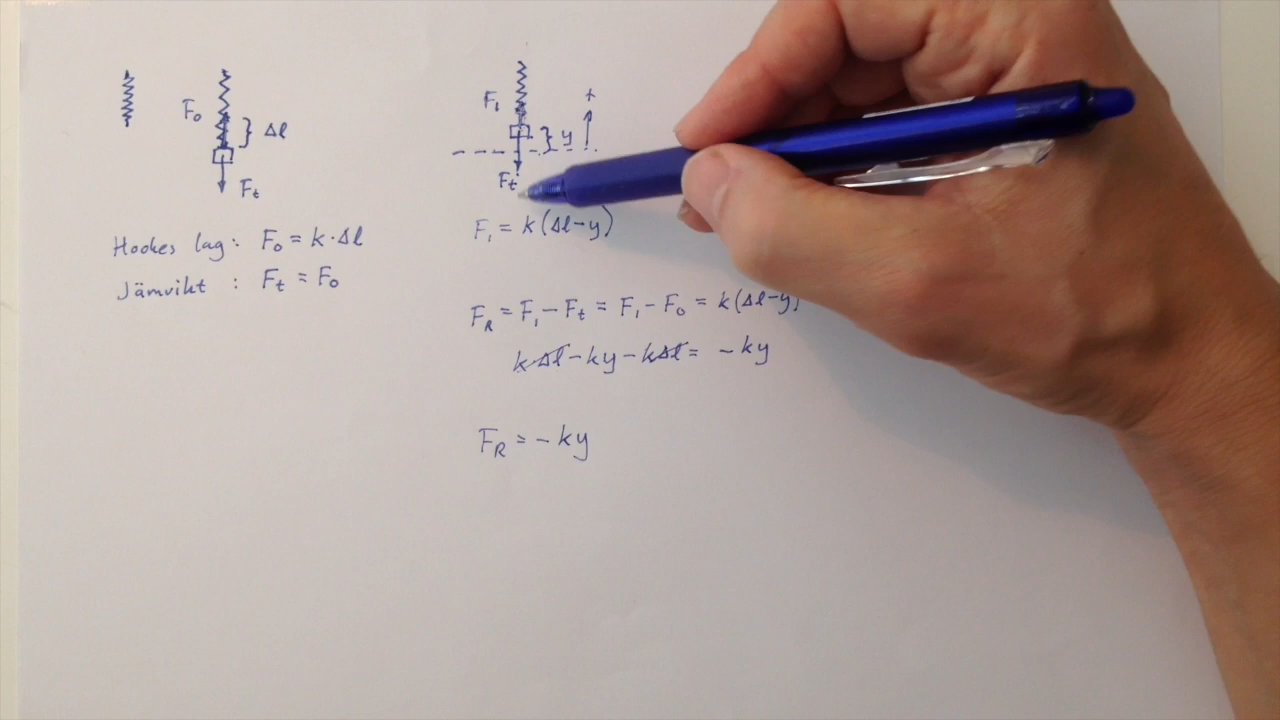 F₀ } Δl
Fₜ
Hookes lag: F₀ = k·Δl
Jämvikt : Fₜ = F₀
F₁ } y +
Fₜ
F₁ = k(Δl-y)
F_R = F₁ - Fₜ = F₁ - F₀ = k(Δl-y)
kΔl - ky - kΔl = -ky
F_R = -ky